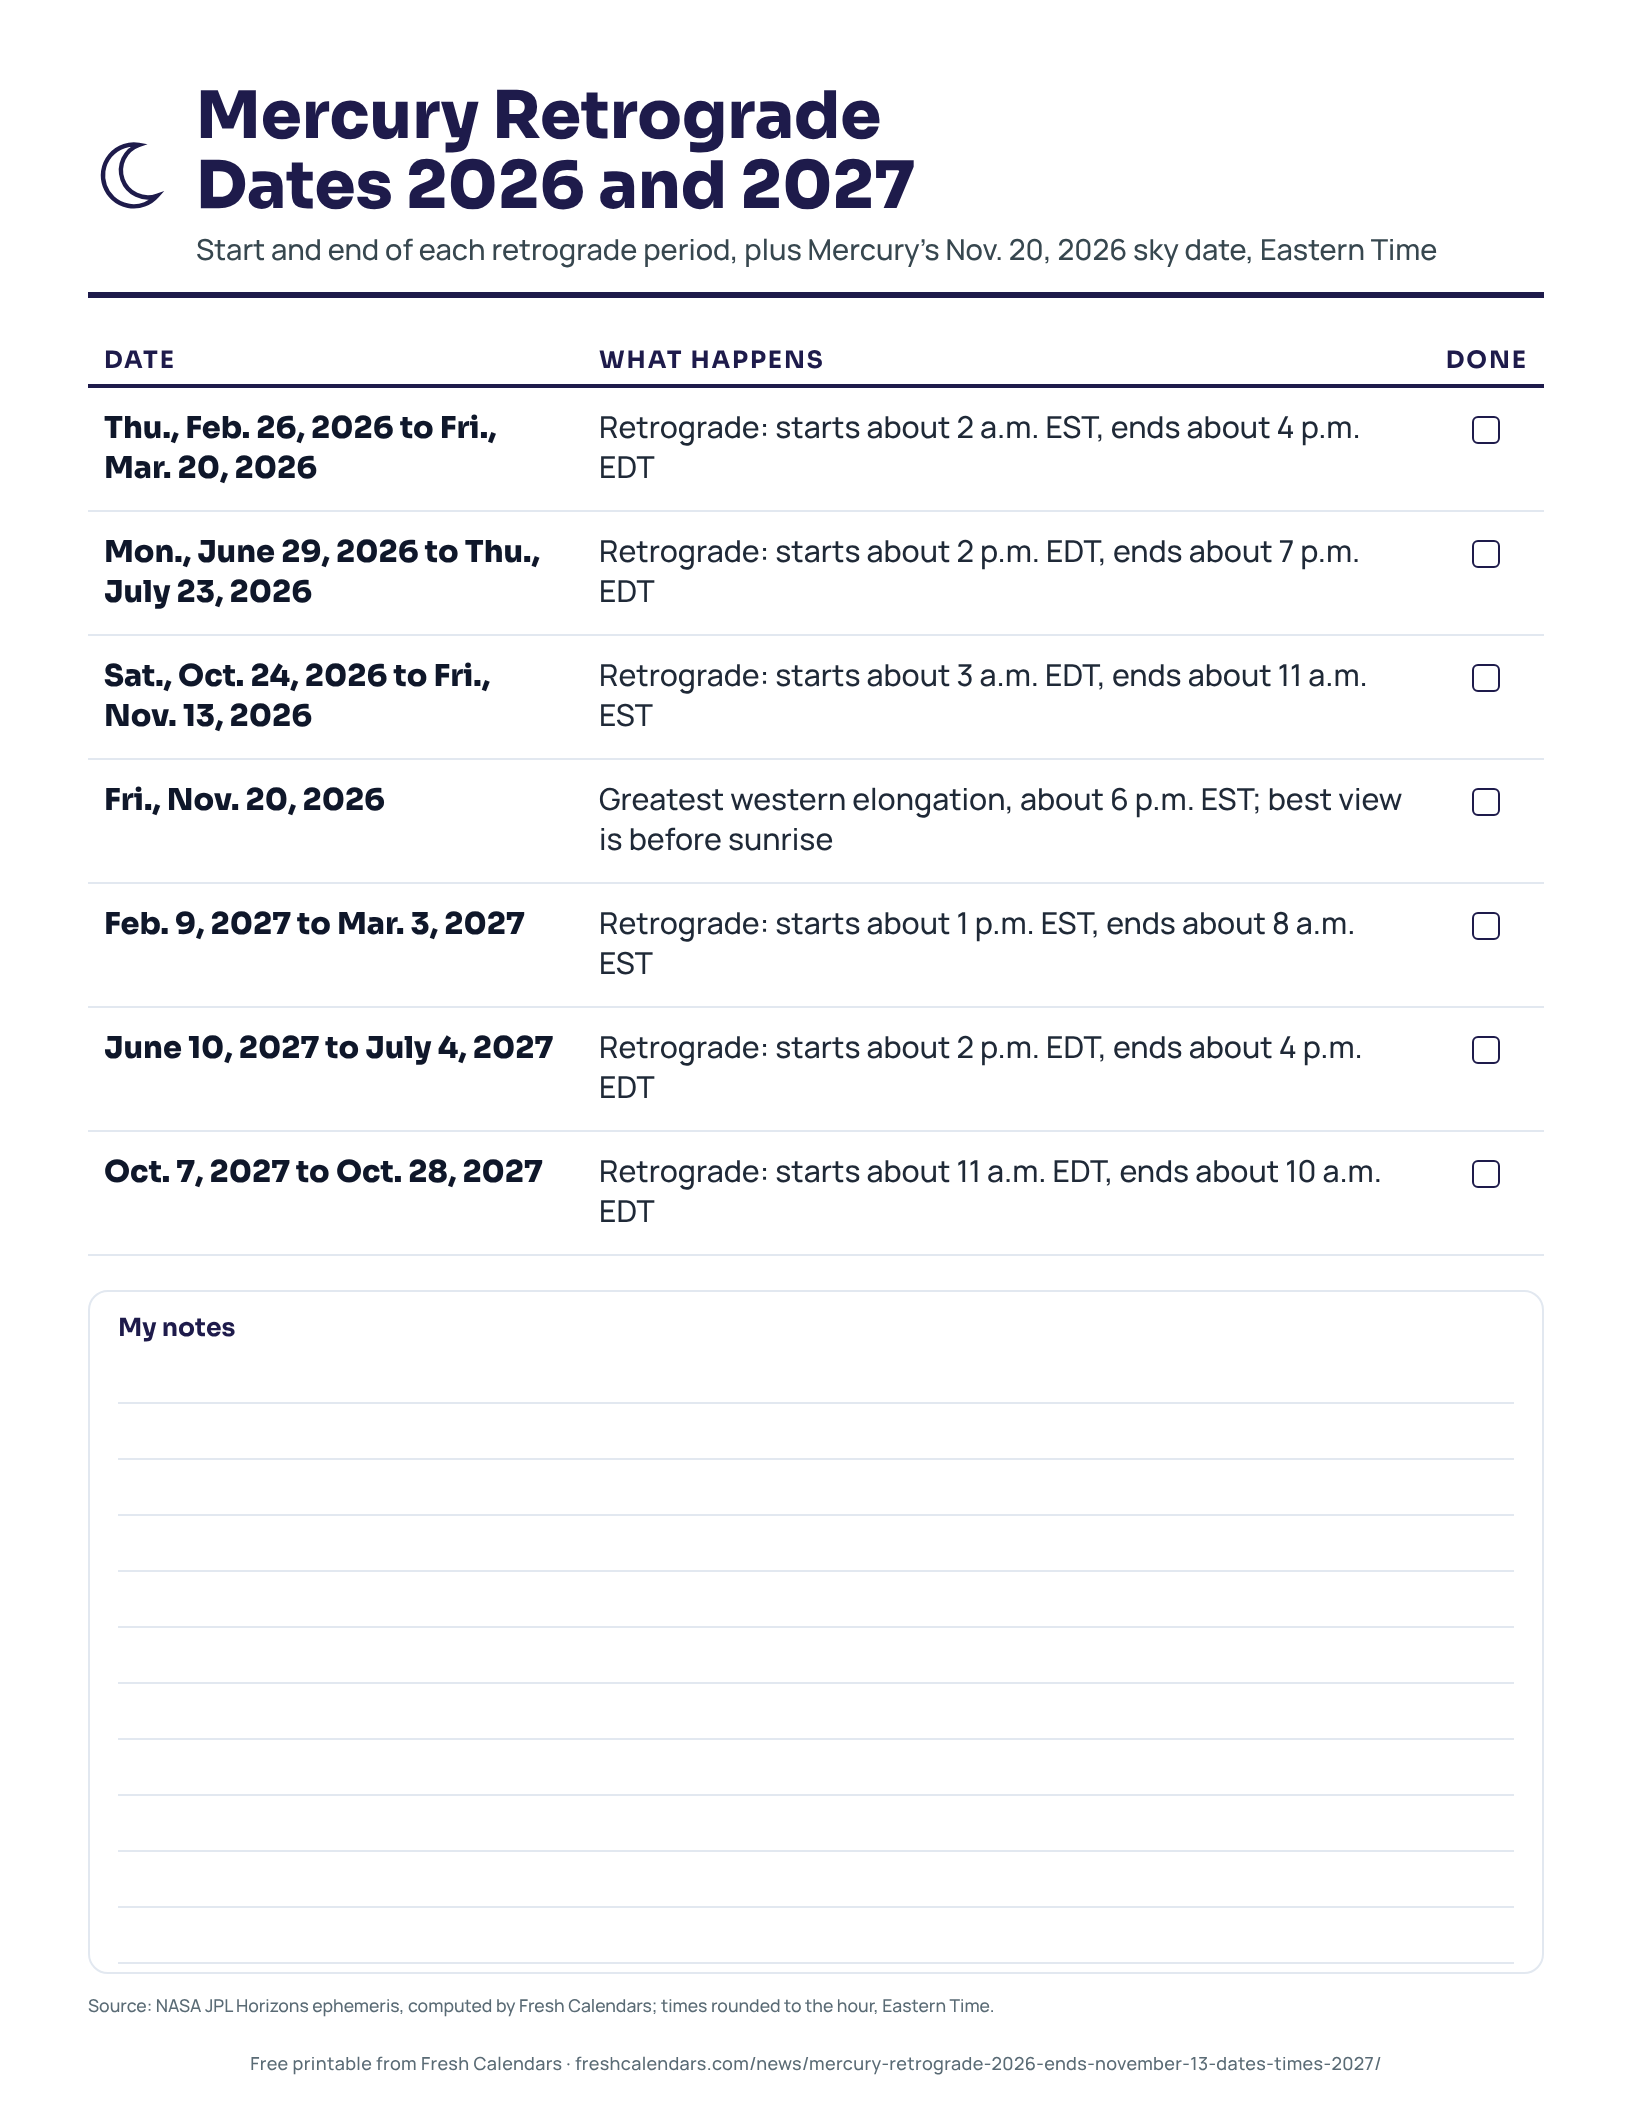 Mercury Retrograde
Dates 2026 and 2027
Start and end of each retrograde period, plus Mercury’s Nov. 20, 2026 sky date, Eastern Time
DATE WHAT HAPPENS DONE
Thu., Feb. 26, 2026 to Fri., Retrograde: starts about 2 a.m. EST, ends about 4 p.m.
Mar. 20, 2026 EDT
Mon., June 29, 2026 to Thu., Retrograde: starts about 2 p.m. EDT, ends about 7 p.m.
July 23, 2026 EDT
Sat., Oct. 24, 2026 to Fri., Retrograde: starts about 3 a.m. EDT, ends about 11 a.m.
Nov. 13, 2026 EST
Fri., Nov. 20, 2026 Greatest western elongation, about 6 p.m. EST; best view
is before sunrise
Feb. 9, 2027 to Mar. 3, 2027 Retrograde: starts about 1 p.m. EST, ends about 8 a.m.
EST
June 10, 2027 to July 4, 2027 Retrograde: starts about 2 p.m. EDT, ends about 4 p.m.
EDT
Oct. 7, 2027 to Oct. 28, 2027 Retrograde: starts about 11 a.m. EDT, ends about 10 a.m.
EDT
My notes
Source: NASA JPL Horizons ephemeris, computed by Fresh Calendars; times rounded to the hour, Eastern Time.
Free printable from Fresh Calendars · freshcalendars.com/news/mercury-retrograde-2026-ends-november-13-dates-times-2027/